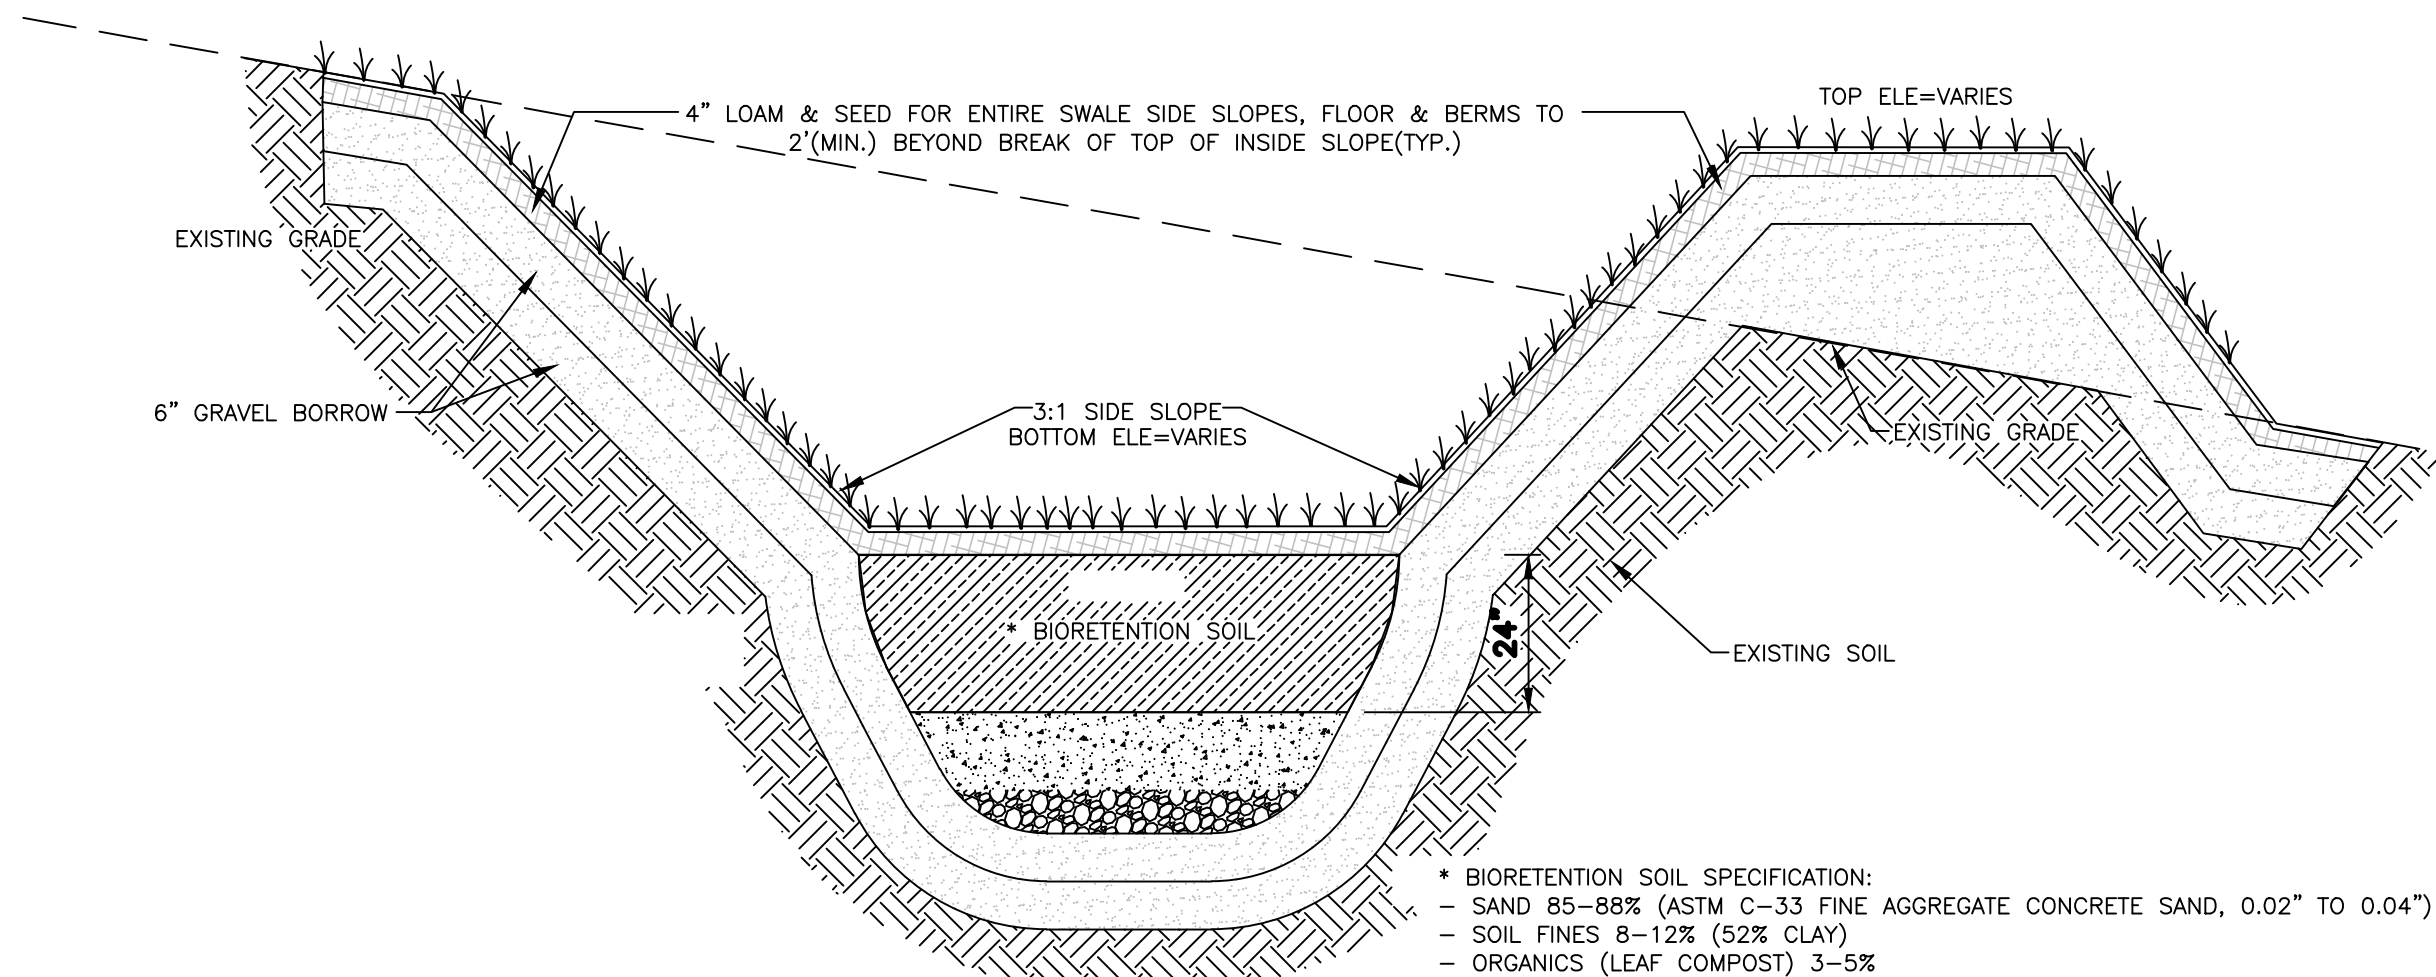 TOP ELE=VARIES
4" LOAM & SEED FOR ENTIRE SWALE SIDE SLOPES, FLOOR & BERMS TO
2'(MIN.) BEYOND BREAK OF TOP OF INSIDE SLOPE(TYP.)
EXISTING GRADE
6" GRAVEL BORROW
3:1 SIDE SLOPE
BOTTOM ELE=VARIES
EXISTING GRADE
* BIORETENTION SOIL
24"
EXISTING SOIL
* BIORETENTION SOIL SPECIFICATION:
- SAND 85-88% (ASTM C-33 FINE AGGREGATE CONCRETE SAND, 0.02" TO 0.04")
- SOIL FINES 8-12% (52% CLAY)
- ORGANICS (LEAF COMPOST) 3-5%